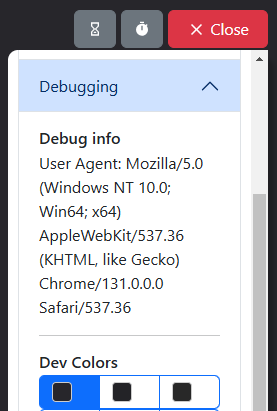 Close
Debugging
Debug info
User Agent: Mozilla/5.0
(Windows NT 10.0;
Win64; x64)
AppleWebKit/537.36
(KHTML, like Gecko)
Chrome/131.0.0.0
Safari/537.36
Dev Colors